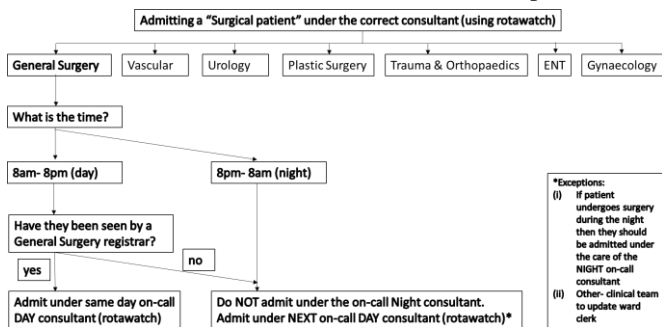 Admitting a “Surgical patient” under the correct consultant (using rotawatch)
General Surgery
Vascular
Urology
Plastic Surgery
Trauma & Orthopaedics
ENT
Gynaecology
What is the time?
8am- 8pm (day)
8pm- 8am (night)
Have they been seen by a
General Surgery registrar?
yes
no
Admit under same day on-call
DAY consultant (rotawatch)
Do NOT admit under the on-call Night consultant.
Admit under NEXT on-call DAY consultant (rotawatch)*
*Exceptions:
(i) If patient
undergoes surgery
during the night
then they should
be admitted under
the care of the
NIGHT on-call
consultant
(ii) Other- clinical team
to update ward
clerk